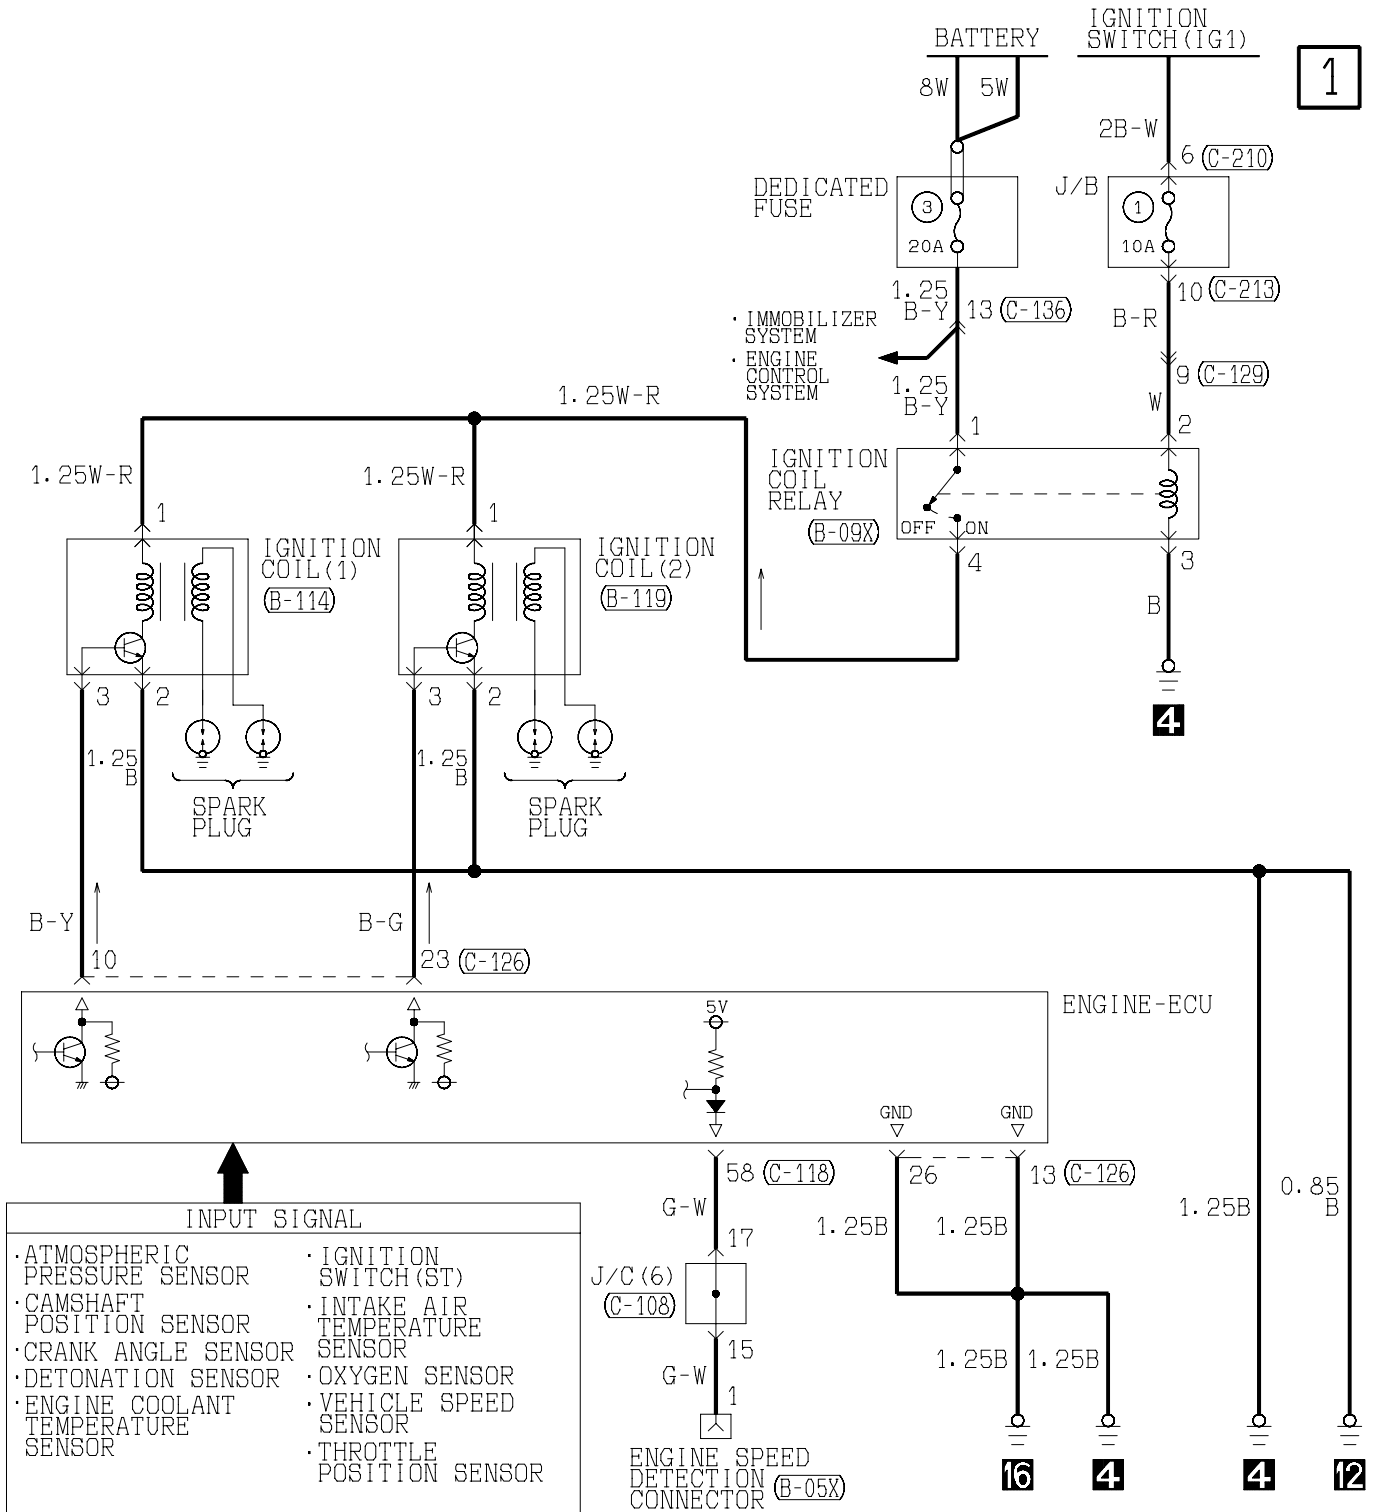 BATTERY
IGNITION
SWITCH(IG1)
1
8W
5W
2B-W
6 (C-210)
DEDICATED
FUSE
3
20A
J/B
1
10A
1.25
B-Y
13 (C-136)
10 (C-213)
B-R
· IMMOBILIZER
SYSTEM
· ENGINE
CONTROL
SYSTEM
1.25
B-Y
9 (C-129)
W
1.25W-R
1
2
1.25W-R
1.25W-R
IGNITION
COIL
RELAY
(B-09X)
OFF
ON
4
3
B
4
1
1
IGNITION
COIL(1)
(B-114)
IGNITION
COIL(2)
(B-119)
3
2
3
2
1.25
B
1.25
B
SPARK
PLUG
SPARK
PLUG
B-Y
B-G
10
23 (C-126)
ENGINE-ECU
5V
GND
GND
58 (C-118)
26
13 (C-126)
G-W
1.25B
1.25B
1.25B
0.85
B
17
J/C(6)
(C-108)
15
G-W
1
1.25B
1.25B
ENGINE SPEED
DETECTION
CONNECTOR
(B-05X)
16
4
4
12
INPUT SIGNAL
·ATMOSPHERIC
PRESSURE SENSOR
·CAMSHAFT
POSITION SENSOR
·CRANK ANGLE SENSOR
·DETONATION SENSOR
·ENGINE COOLANT
TEMPERATURE
SENSOR
·IGNITION
SWITCH(ST)
·INTAKE AIR
TEMPERATURE
SENSOR
·OXYGEN SENSOR
·VEHICLE SPEED
SENSOR
·THROTTLE
POSITION SENSOR